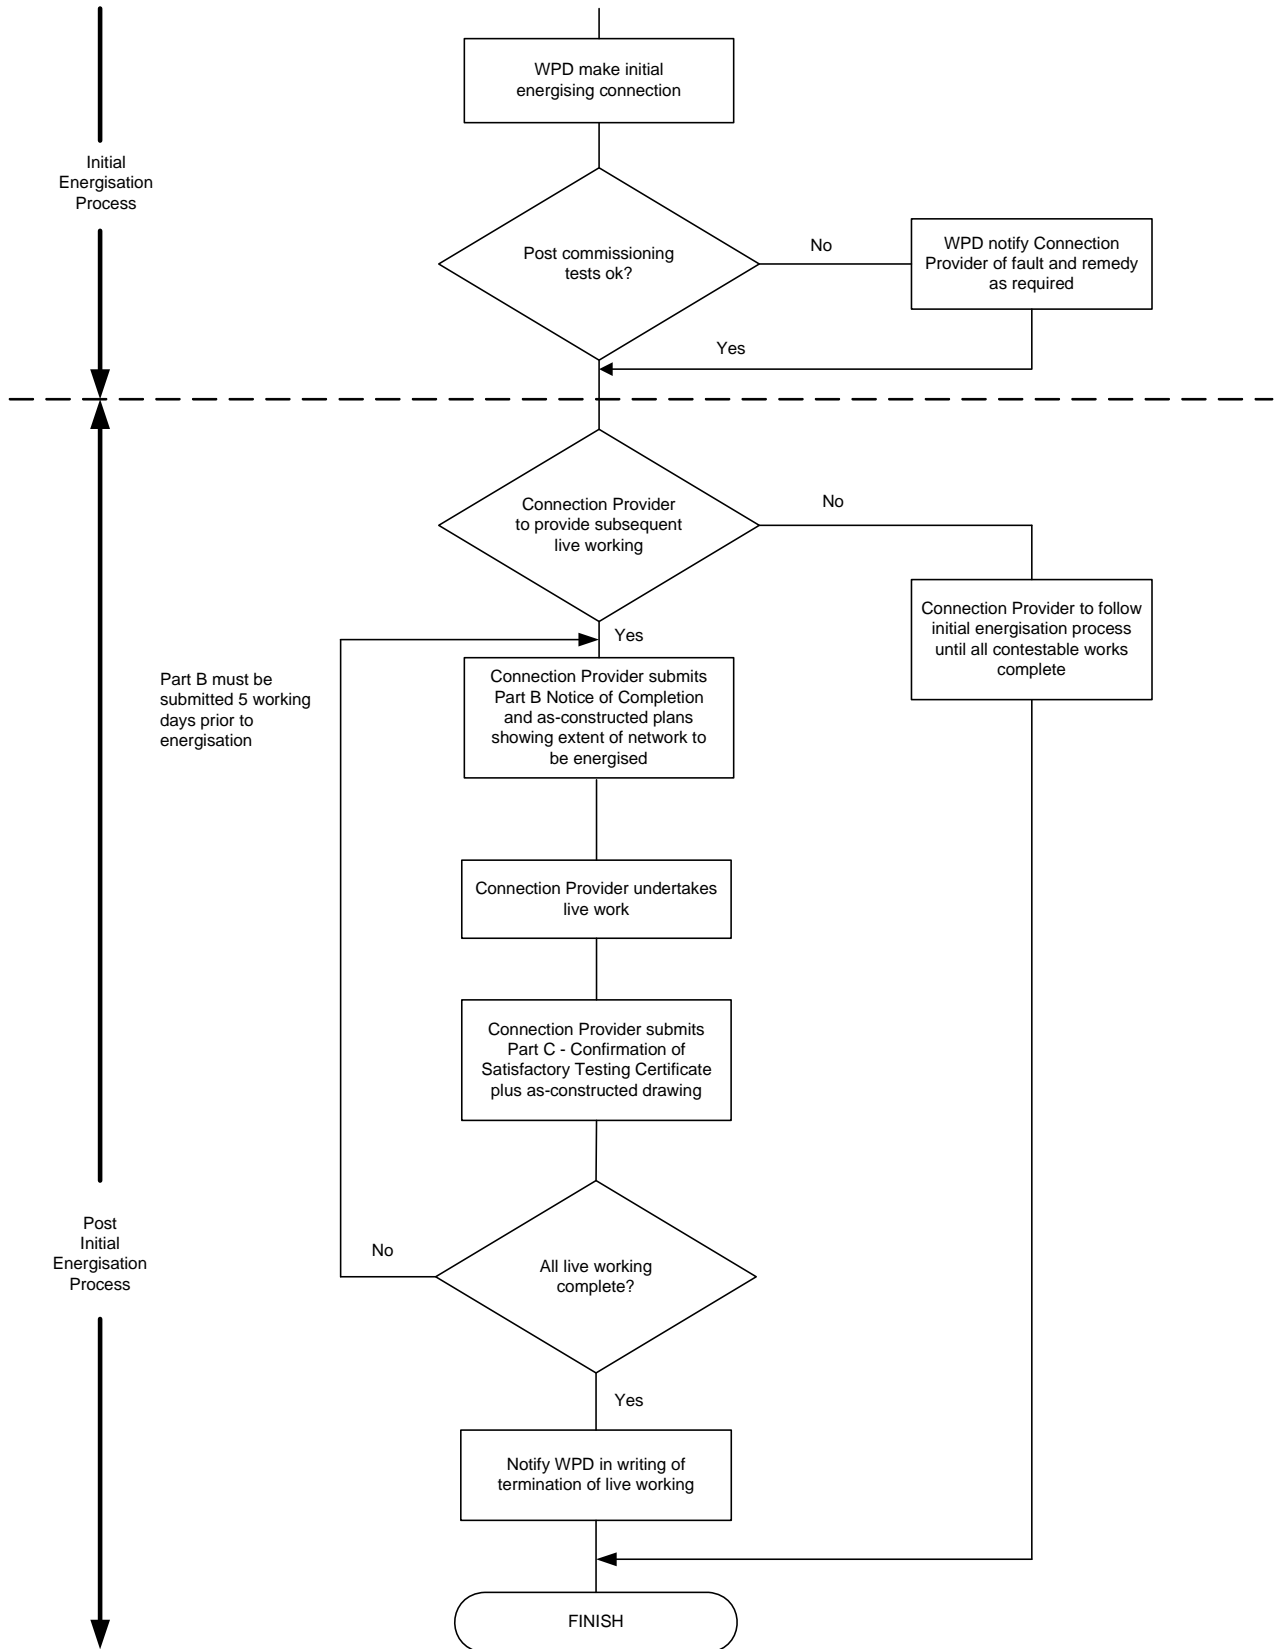 WPD make initial
energising connection
Initial
Energisation
Process
Post commissioning
tests ok?
No
WPD notify Connection
Provider of fault and remedy
as required
Yes
Connection Provider
to provide subsequent
live working
No
Connection Provider to follow
initial energisation process
until all contestable works
complete
Yes
Part B must be
submitted 5 working
days prior to
energisation
Connection Provider submits
Part B Notice of Completion
and as-constructed plans
showing extent of network to
be energised
Connection Provider undertakes
live work
Connection Provider submits
Part C - Confirmation of
Satisfactory Testing Certificate
plus as-constructed drawing
Post
Initial
Energisation
Process
No
All live working
complete?
Yes
Notify WPD in writing of
termination of live working
FINISH